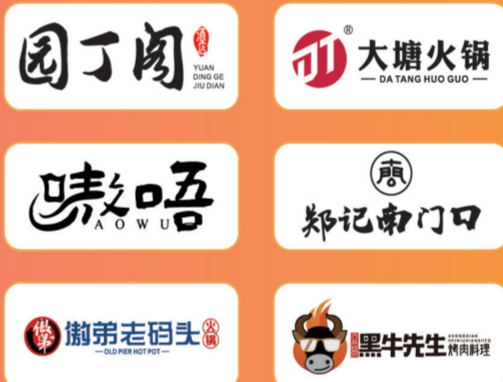 园丁阁
酒店
YUAN
DING GE
JIU DIAN
®
大塘火锅
DA TANG HUO GUO
嗷唔
AOWU
郑记南门口
傲弟
傲弟老码头
火锅
OLD PIER HOT POT
黑牛先生
烤肉料理